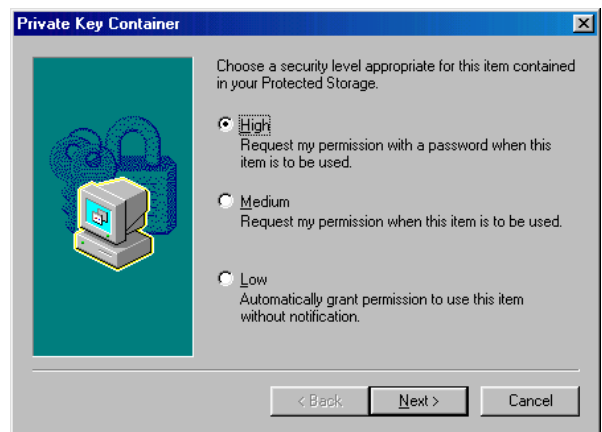 Private Key Container
Choose a security level appropriate for this item contained
in your Protected Storage.
High
Request my permission with a password when this
item is to be used.
Medium
Request my permission when this item is to be used.
Low
Automatically grant permission to use this item
without notification.
< Back
Next >
Cancel